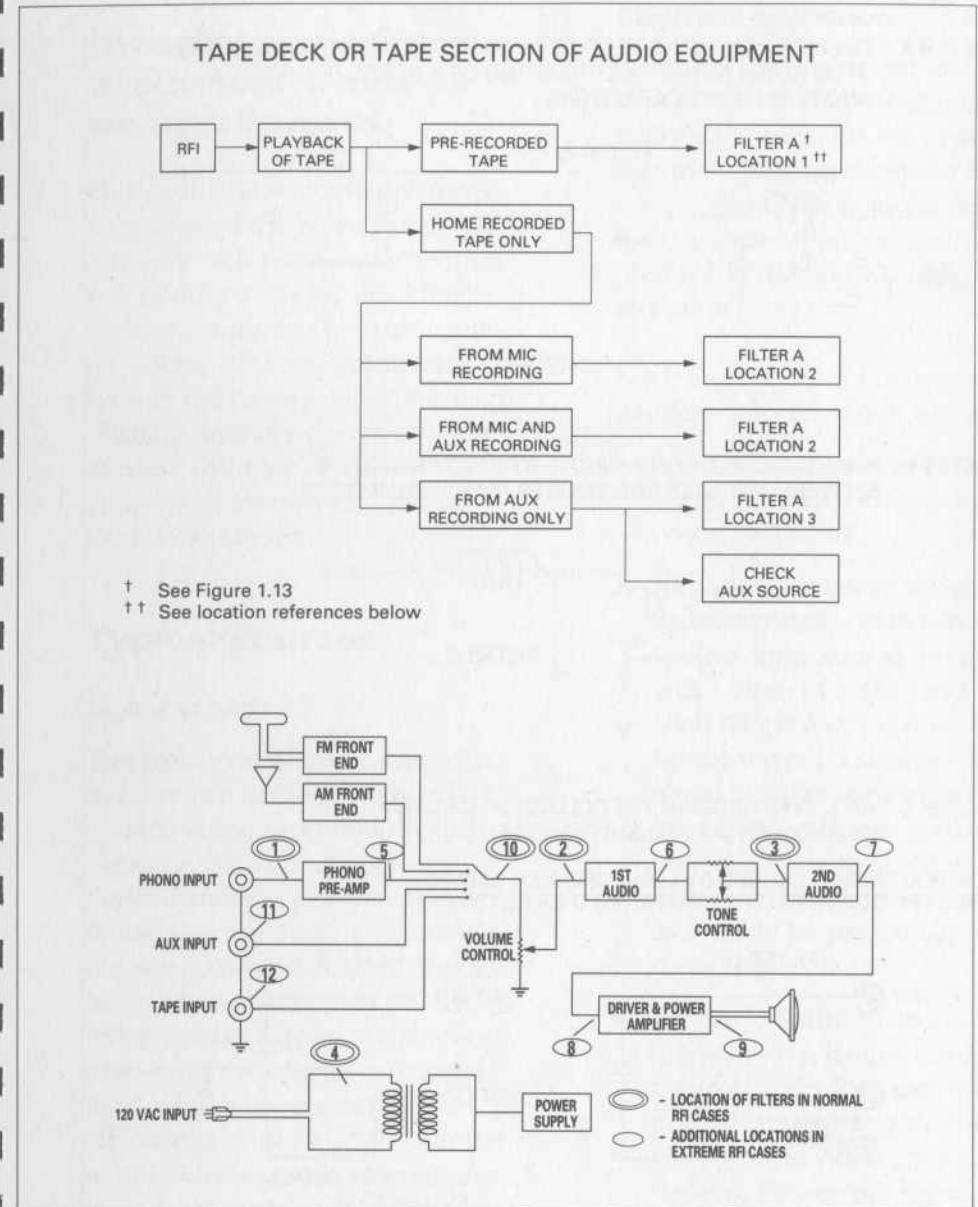 TAPE DECK OR TAPE SECTION OF AUDIO EQUIPMENT
RFI
PLAYBACK
OF TAPE
PRE-RECORDED
TAPE
FILTER A †
LOCATION 1 ††
HOME RECORDED
TAPE ONLY
FROM MIC
RECORDING
FILTER A
LOCATION 2
FROM MIC AND
AUX RECORDING
FILTER A
LOCATION 2
FROM AUX
RECORDING ONLY
FILTER A
LOCATION 3
CHECK
AUX SOURCE
† See Figure 1.13
†† See location references below
FM FRONT
END
AM FRONT
END
1
5
10
2
6
3
7
PHONO INPUT
PHONO
PRE-AMP
1ST
AUDIO
2ND
AUDIO
TONE
CONTROL
11
AUX INPUT
VOLUME
CONTROL
12
TAPE INPUT
DRIVER & POWER
AMPLIFIER
8
9
4
120 VAC INPUT
POWER
SUPPLY
- LOCATION OF FILTERS IN NORMAL
RFI CASES
- ADDITIONAL LOCATIONS IN
EXTREME RFI CASES